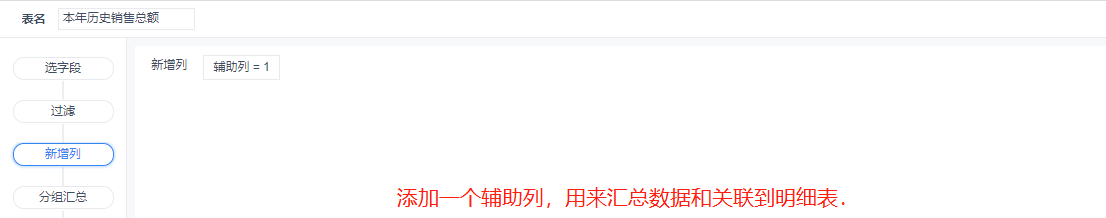 表名 本年历史销售总额
选字段
过滤
新增列
分组汇总
新增列 辅助列 = 1
添加一个辅助列，用来汇总数据和关联到明细表.